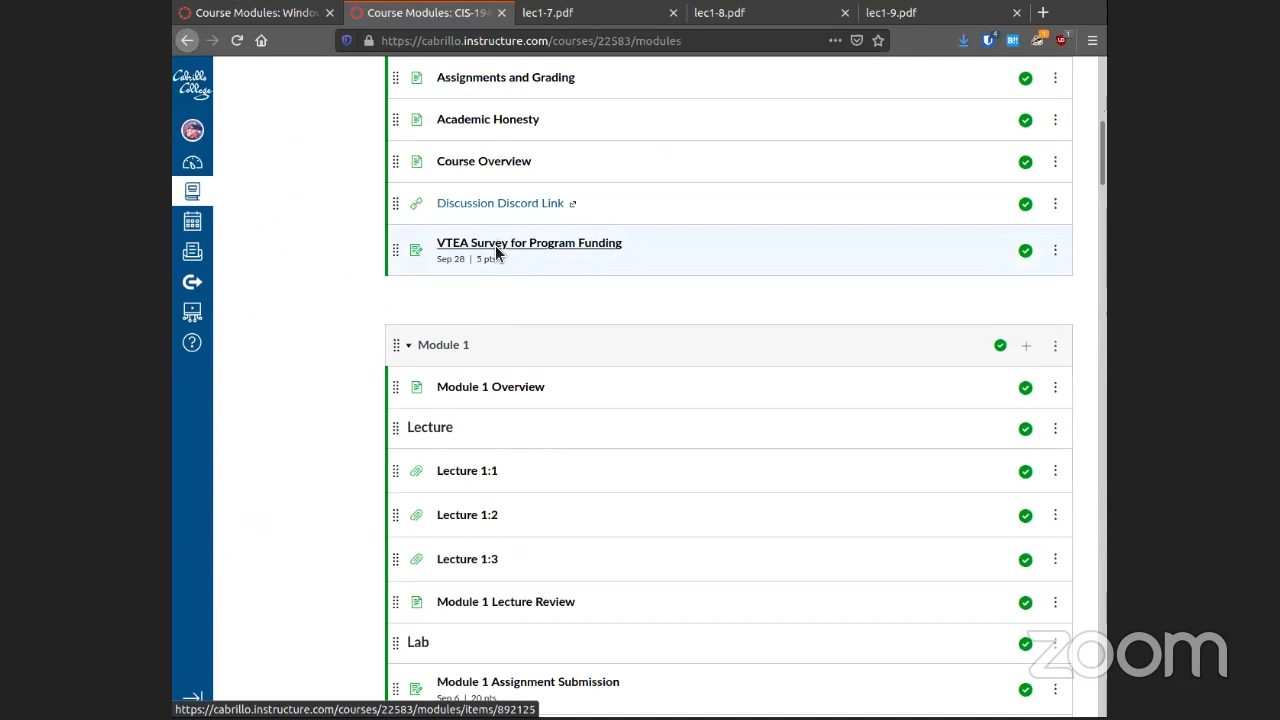 Course Modules: Windo
Course Modules: CIS-19
lec1-7.pdf
lec1-8.pdf
lec1-9.pdf
https://cabrillo.instructure.com/courses/22583/modules
Cabrillo College
Assignments and Grading
Academic Honesty
Course Overview
Discussion Discord Link
VTEA Survey for Program Funding
Sep 28 | 5 pts
Module 1
Module 1 Overview
Lecture
Lecture 1:1
Lecture 1:2
Lecture 1:3
Module 1 Lecture Review
Lab
Module 1 Assignment Submission
Sep 6 | 20 pts
https://cabrillo.instructure.com/courses/22583/modules/items/892125
zoom